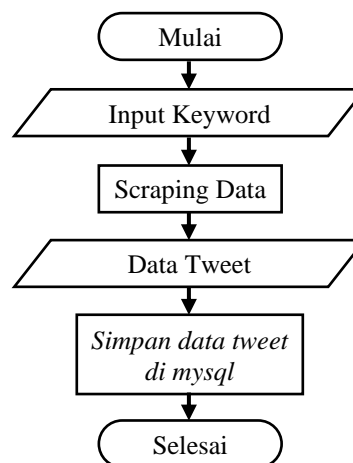 Mulai
Input Keyword
Scraping Data
Data Tweet
Simpan data tweet
di mysql
Selesai